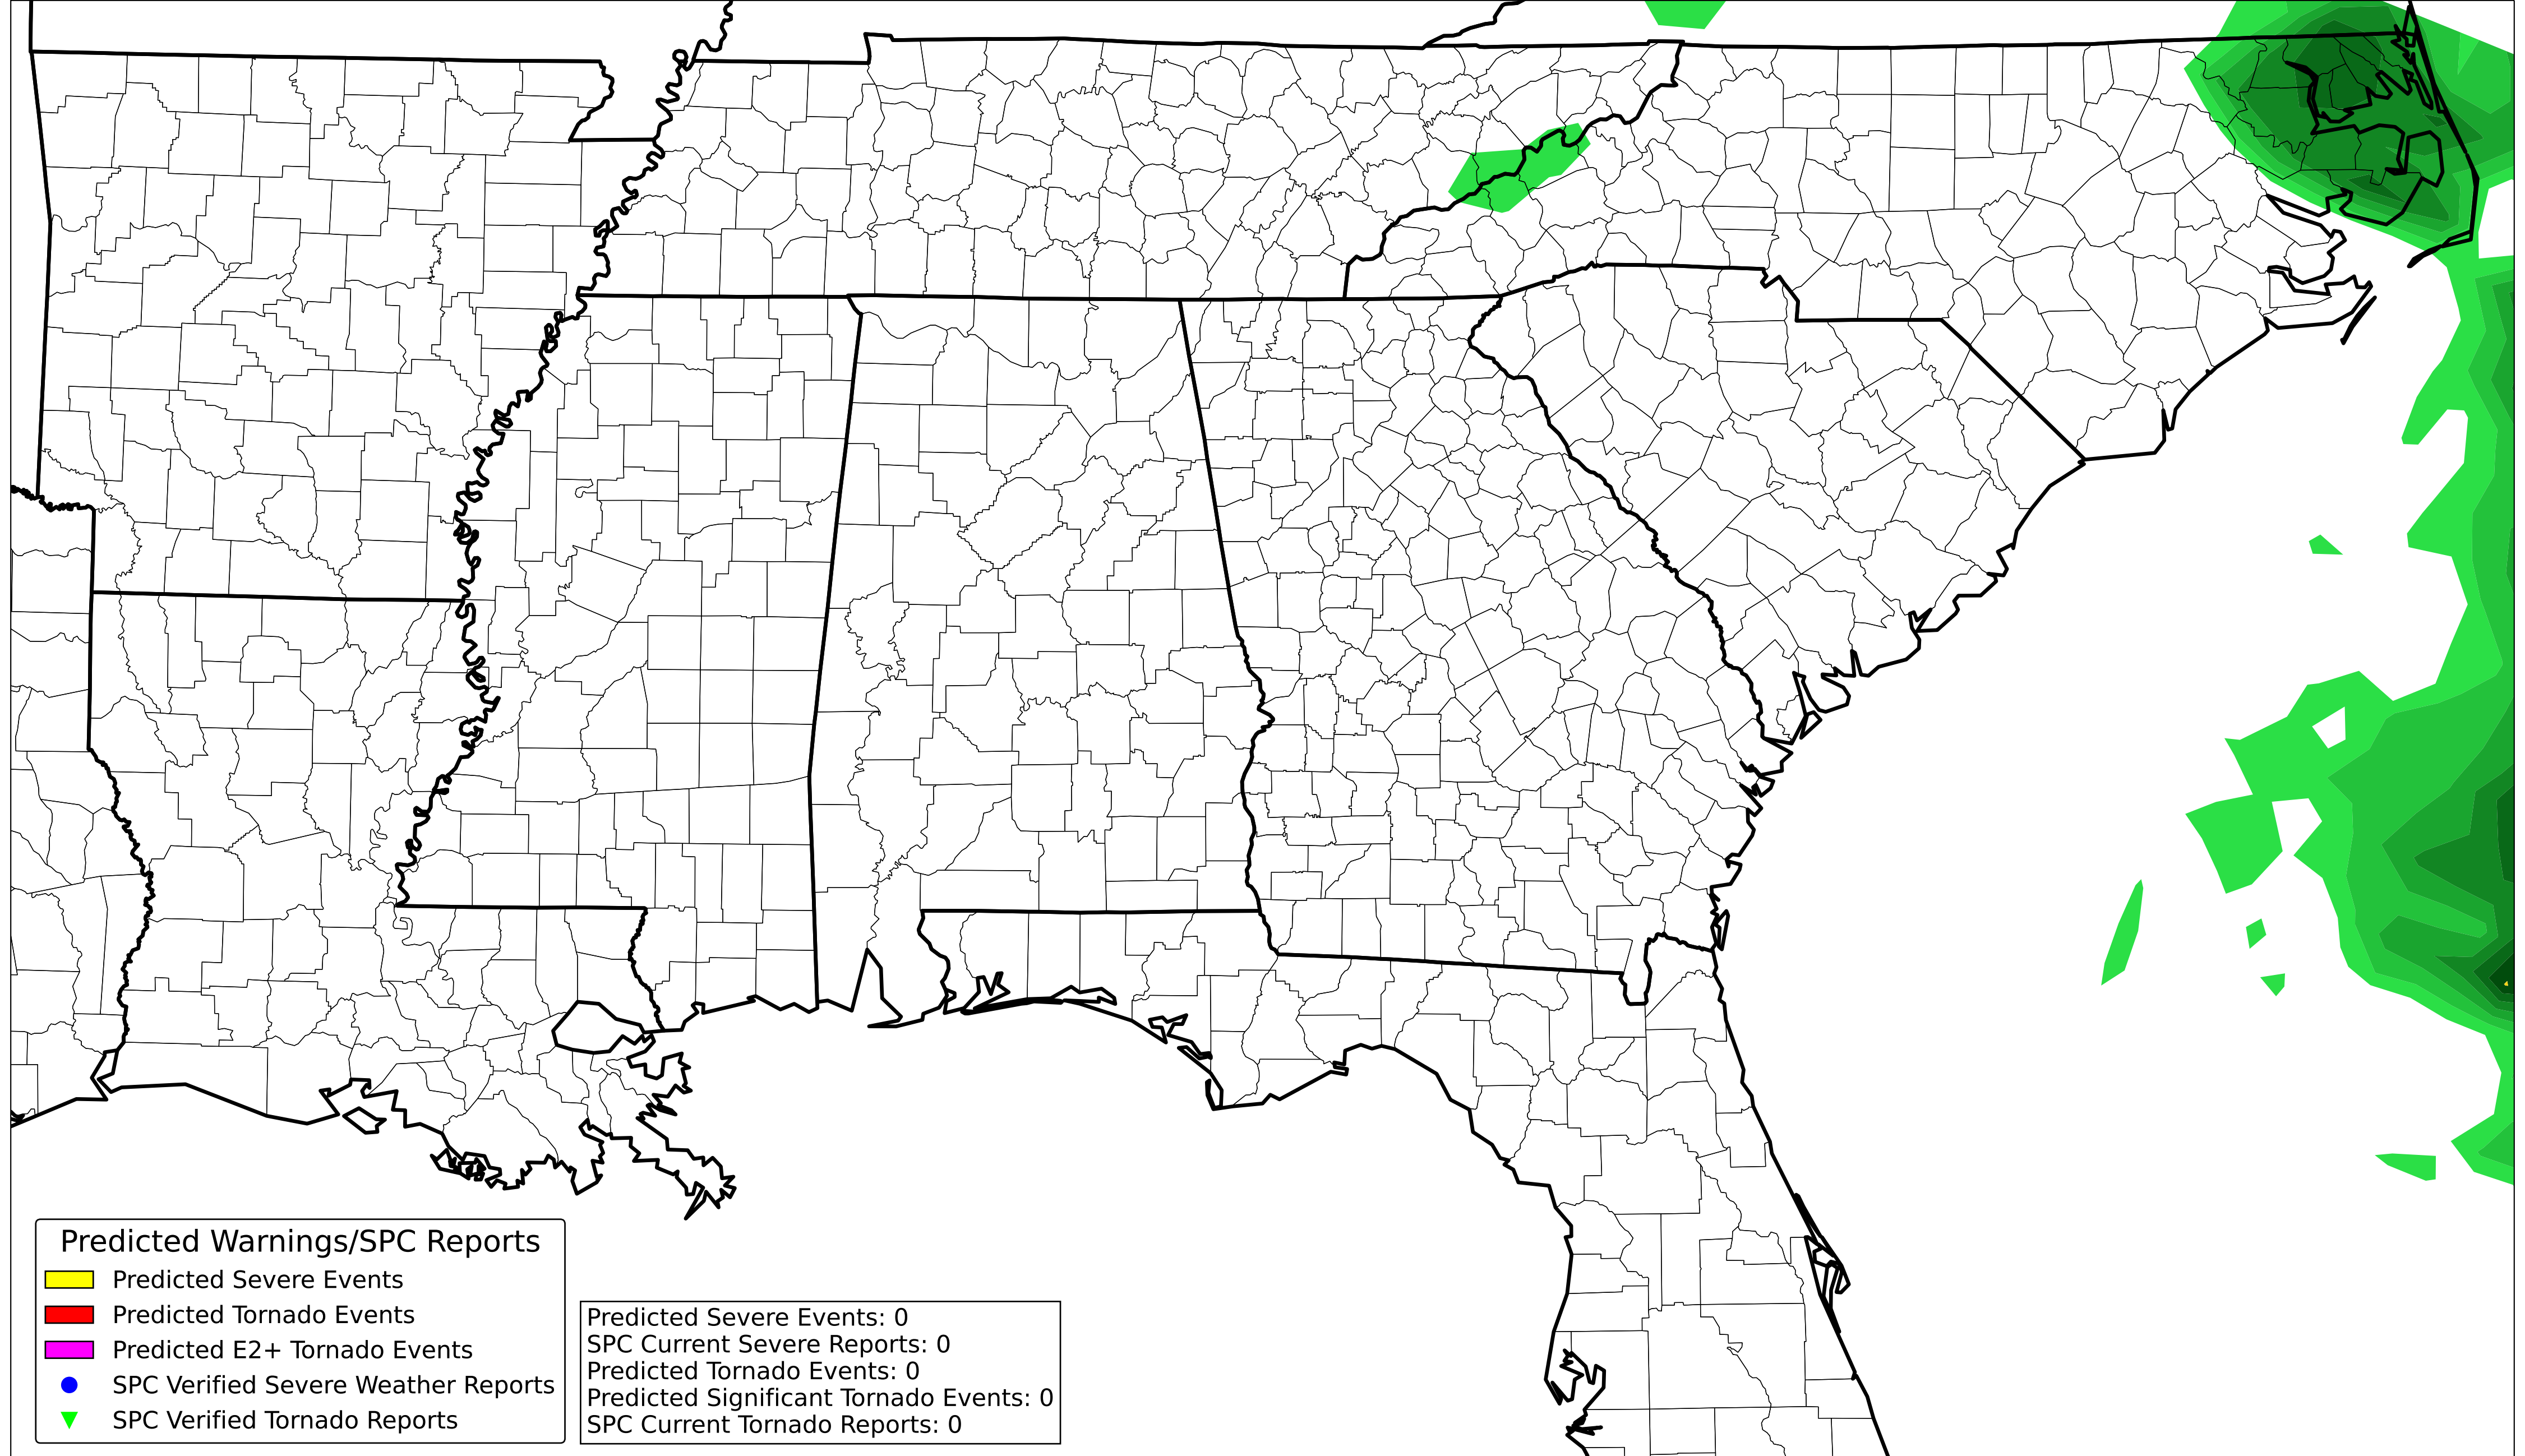 Predicted Warnings/SPC Reports
Predicted Severe Events
Predicted Tornado Events
Predicted E2+ Tornado Events
SPC Verified Severe Weather Reports
SPC Verified Tornado Reports
Predicted Severe Events: 0
SPC Current Severe Reports: 0
Predicted Tornado Events: 0
Predicted Significant Tornado Events: 0
SPC Current Tornado Reports: 0